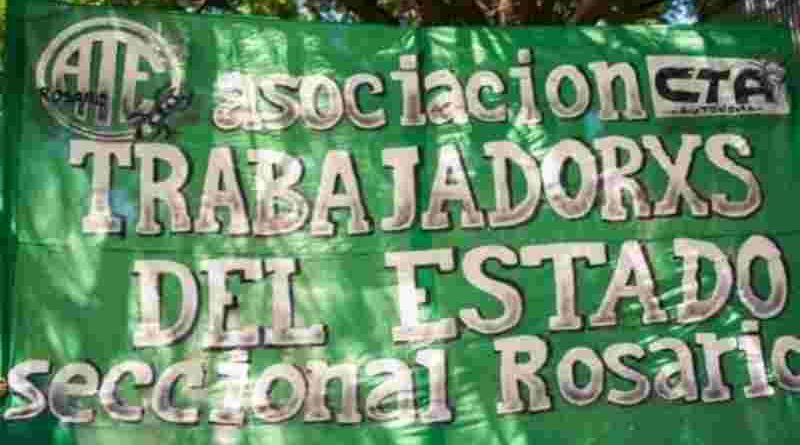 ATE
ROSARIO
asociacion
CTA
TRABAJADORXS
DEL ESTADO
seccional Rosario